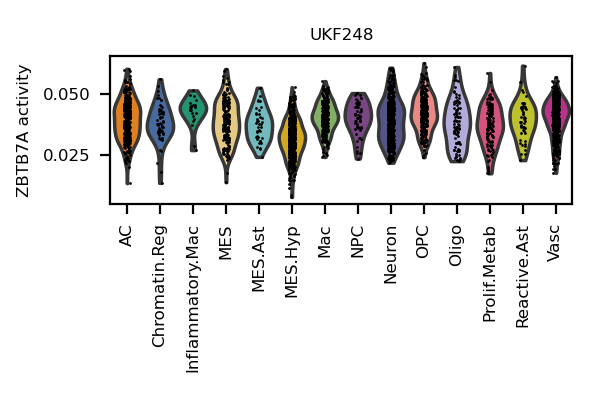 UKF248
ZBTB7A activity
0.050
0.025
AC
Chromatin.Reg
Inflammatory.Mac
MES
MES.Ast
MES.Hyp
Mac
NPC
Neuron
OPC
Oligo
Prolif.Metab
Reactive.Ast
Vasc